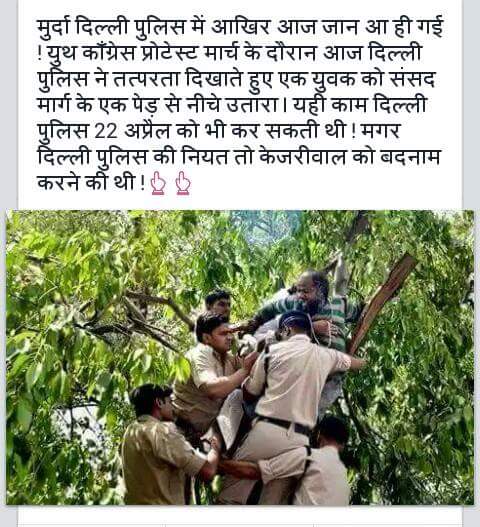 मुर्दा दिल्ली पुलिस में आखिर आज जान आ ही गई
! युथ काँग्रेस प्रोटेस्ट मार्च के दौरान आज दिल्ली
पुलिस ने तत्परता दिखाते हुए एक युवक को संसद
मार्ग के एक पेड़ से नीचे उतारा। यही काम दिल्ली
पुलिस 22 अप्रेंल को भी कर सकती थी ! मगर
दिल्ली पुलिस की नियत तो केजरीवाल को बदनाम
करने की थी ! 👆 👆